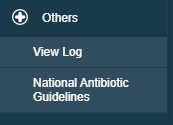 Others
View Log
National Antibiotic
Guidelines